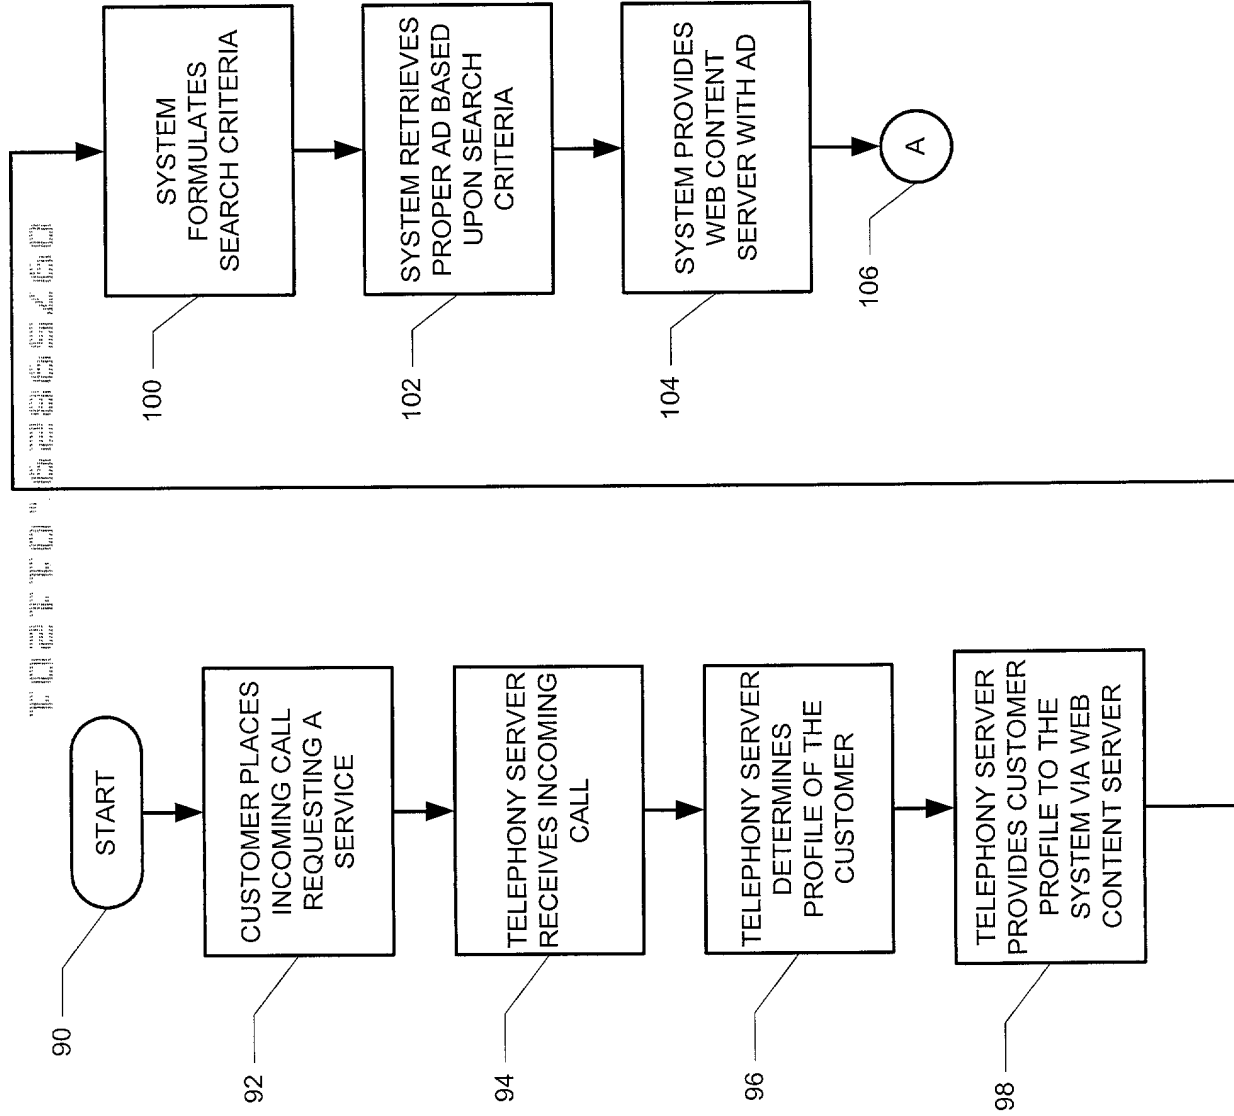 START
90
CUSTOMER PLACES
INCOMING CALL
REQUESTING A
SERVICE
92
TELEPHONY SERVER
RECEIVES INCOMING
CALL
94
TELEPHONY SERVER
DETERMINES
PROFILE OF THE
CUSTOMER
96
TELEPHONY SERVER
PROVIDES CUSTOMER
PROFILE TO THE
SYSTEM VIA WEB
CONTENT SERVER
98
SYSTEM
FORMULATES
SEARCH CRITERIA
100
SYSTEM RETRIEVES
PROPER AD BASED
UPON SEARCH
CRITERIA
102
SYSTEM PROVIDES
WEB CONTENT
SERVER WITH AD
104
A
106